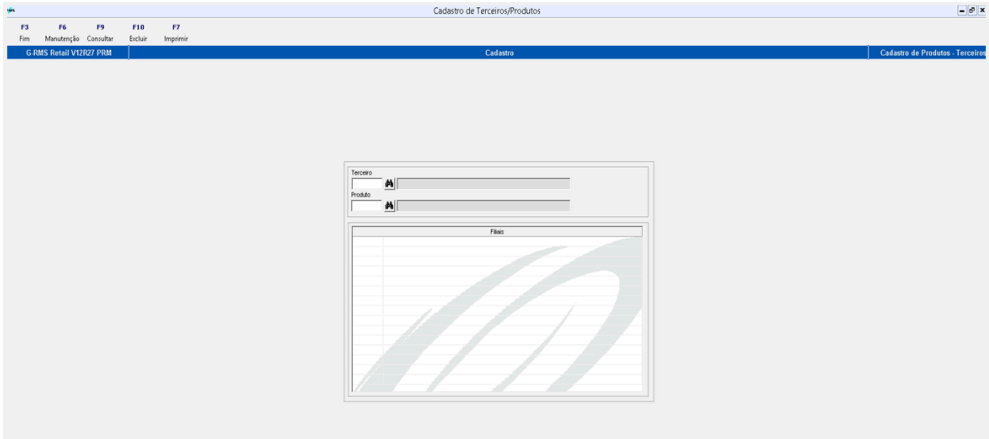 Cadastro de Terceiros/Produtos
F3 F6 F9 F10 F7
Fim Manutenção Consultar Excluir Imprimir
G-RMS Retail V12R27 PRM Cadastro Cadastro de Produtos - Terceiros
Terceiro
Produto
Filiais